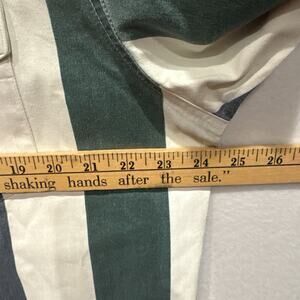 19 20 21 22 23 24 25 26
shaking hands after the sale."